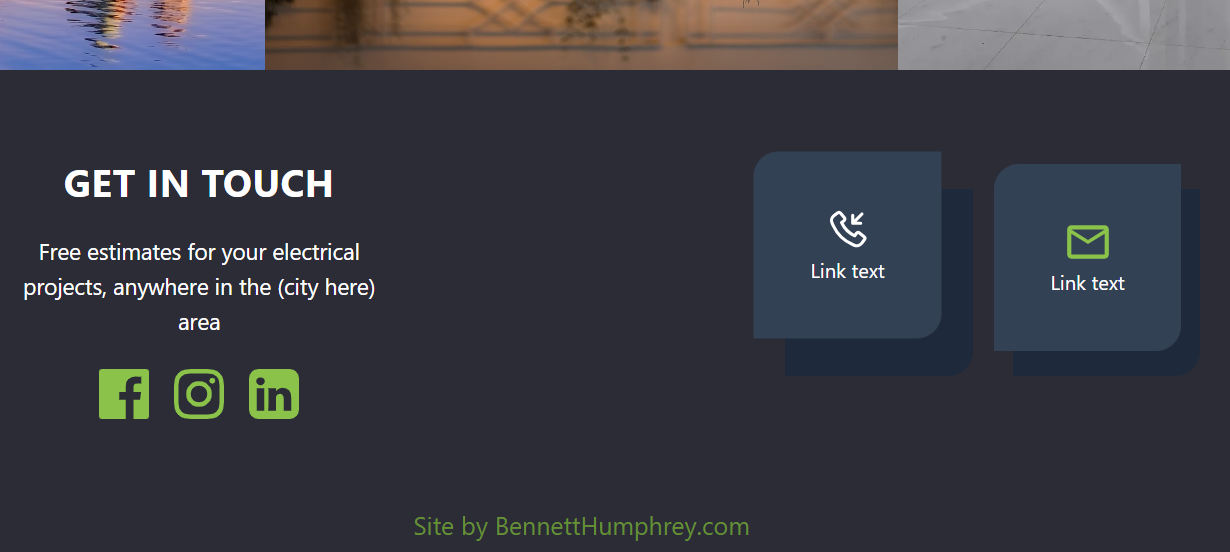 GET IN TOUCH
Free estimates for your electrical
projects, anywhere in the (city here)
area
Link text
Link text
Site by BennettHumphrey.com